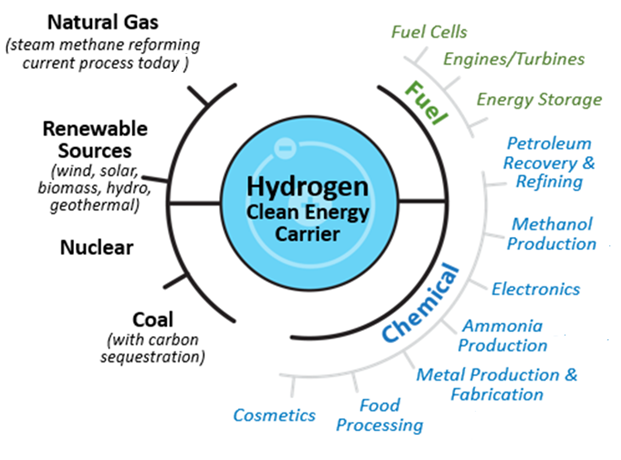 Natural Gas
(steam methane reforming
current process today )
Renewable
Sources
(wind, solar,
biomass, hydro,
geothermal)
Nuclear
Coal
(with carbon
sequestration)
Hydrogen
Clean Energy
Carrier
Fuel
Fuel Cells
Engines/Turbines
Energy Storage
Chemical
Petroleum
Recovery &
Refining
Methanol
Production
Electronics
Ammonia
Production
Metal Production &
Fabrication
Food
Processing
Cosmetics